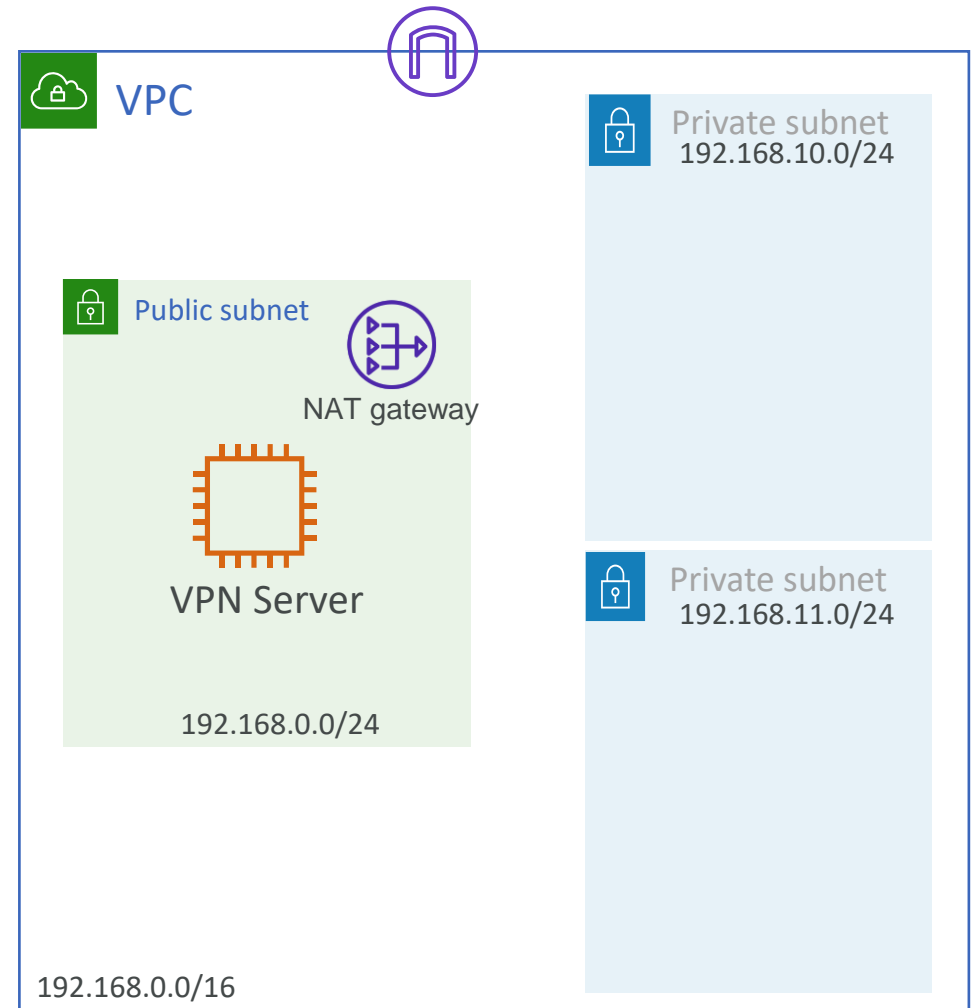 VPC
Private subnet
192.168.10.0/24
Public subnet
NAT gateway
VPN Server
192.168.0.0/24
Private subnet
192.168.11.0/24
192.168.0.0/16